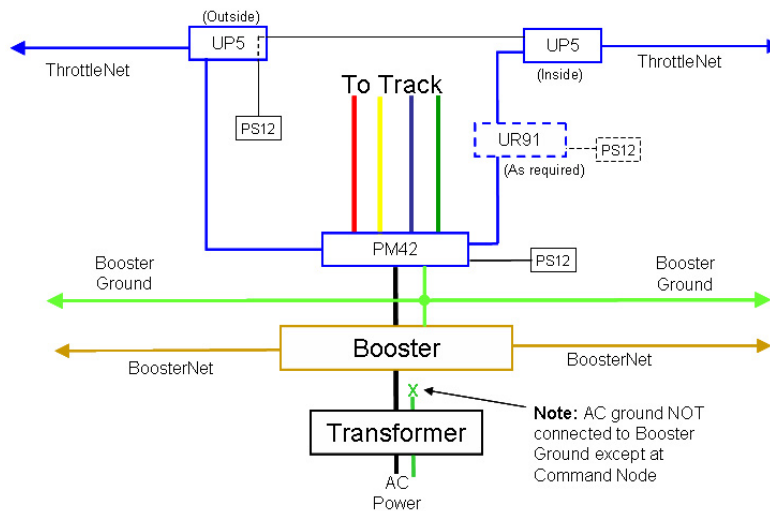 (Outside)
UP5
UP5
ThrottleNet
(Inside)
ThrottleNet
To Track
PS12
UR91
PS12
(As required)
PM42
PS12
Booster
Ground
Booster
Ground
Booster
BoosterNet
BoosterNet
X
Note: AC ground NOT
connected to Booster
Ground except at
Command Node
Transformer
AC
Power